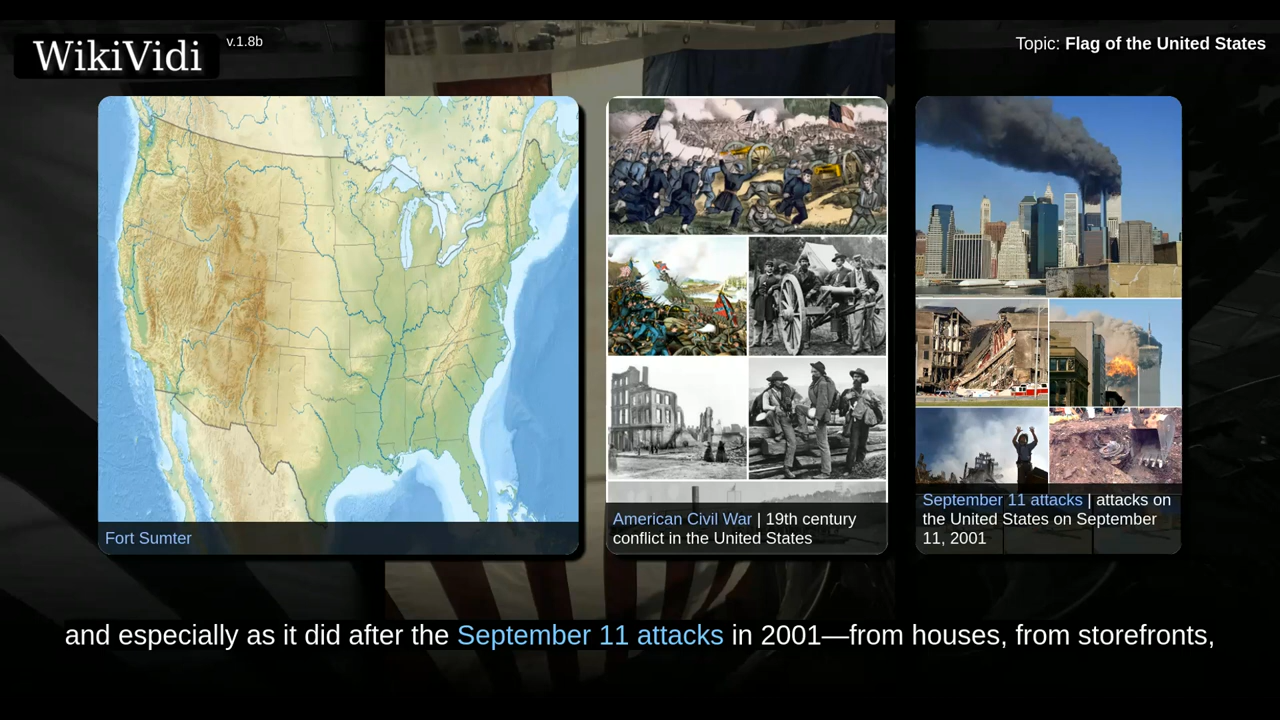 WikiVidi
v.1.8b
Topic: Flag of the United States
Fort Sumter
American Civil War | 19th century
conflict in the United States
September 11 attacks | attacks on
the United States on September
11, 2001
and especially as it did after the September 11 attacks in 2001—from houses, from storefronts,